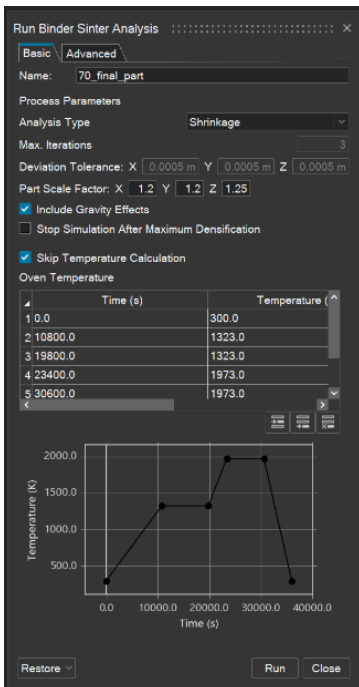 Run Binder Sinter Analysis
Basic Advanced
Name: 70_final_part
Process Parameters
Analysis Type Shrinkage
Max. Iterations 3
Deviation Tolerance: X 0.0005 m Y 0.0005 m Z 0.0005 m
Part Scale Factor: X 1.2 Y 1.2 Z 1.25
Include Gravity Effects
Stop Simulation After Maximum Densification
Skip Temperature Calculation
Oven Temperature
Time (s) Temperature (
1 0.0 300.0
2 10800.0 1323.0
3 19800.0 1323.0
4 23400.0 1973.0
5 30600.0 1973.0
2000.0
1500.0
1000.0
500.0
Temperature (K)
0.0 10000.0 20000.0 30000.0 40000.0
Time (s)
Restore Run Close